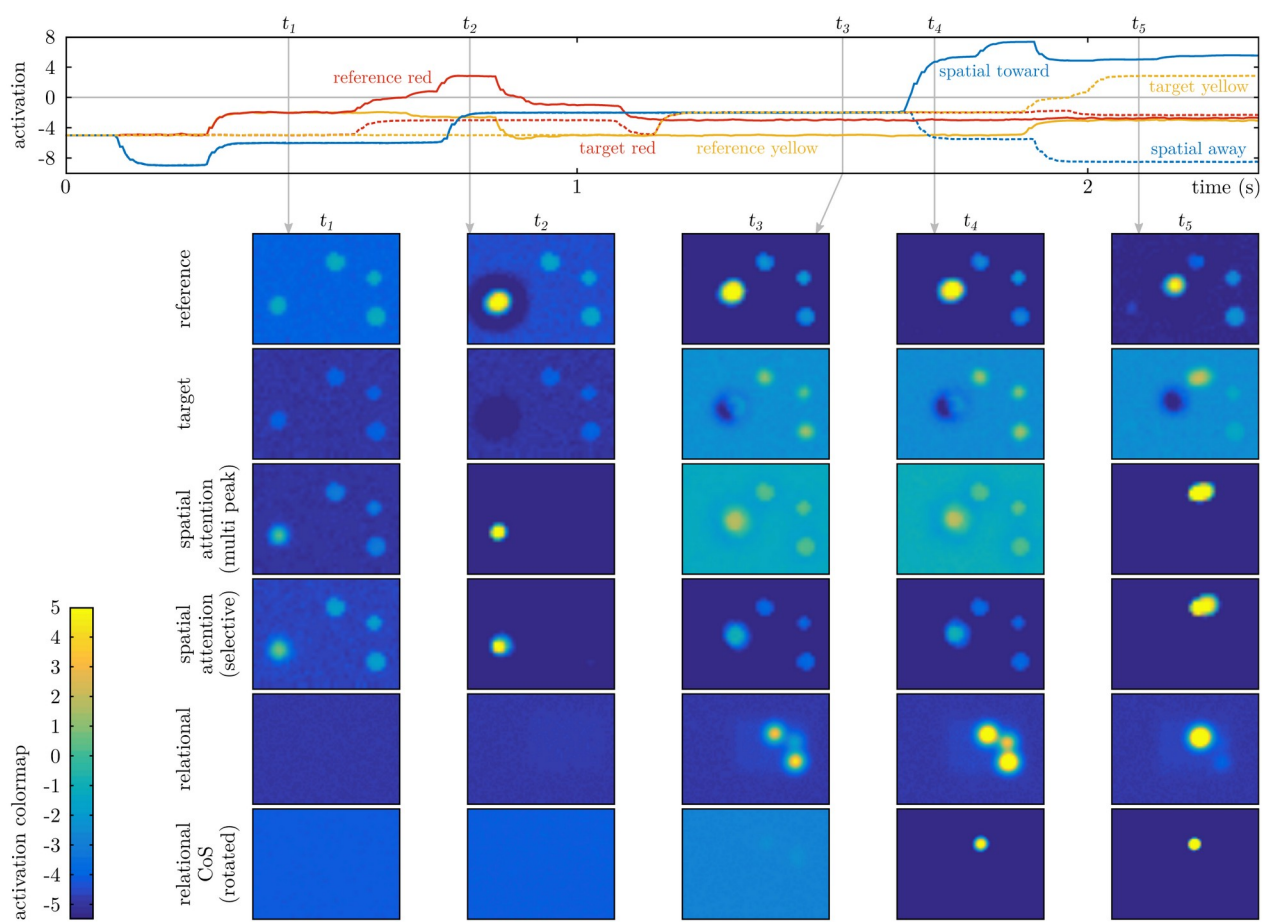 t1 t2 t3 t4 t5
8
4
0
-4
-8
activation
reference red
spatial toward
target yellow
target red
reference yellow
spatial away
0 1 2 time (s)
t1 t2 t3 t4 t5
reference
target
spatial
attention
(multi peak)
spatial
attention
(selective)
relational
relational
CoS
(rotated)
activation colormap
5
4
3
2
1
0
-1
-2
-3
-4
-5